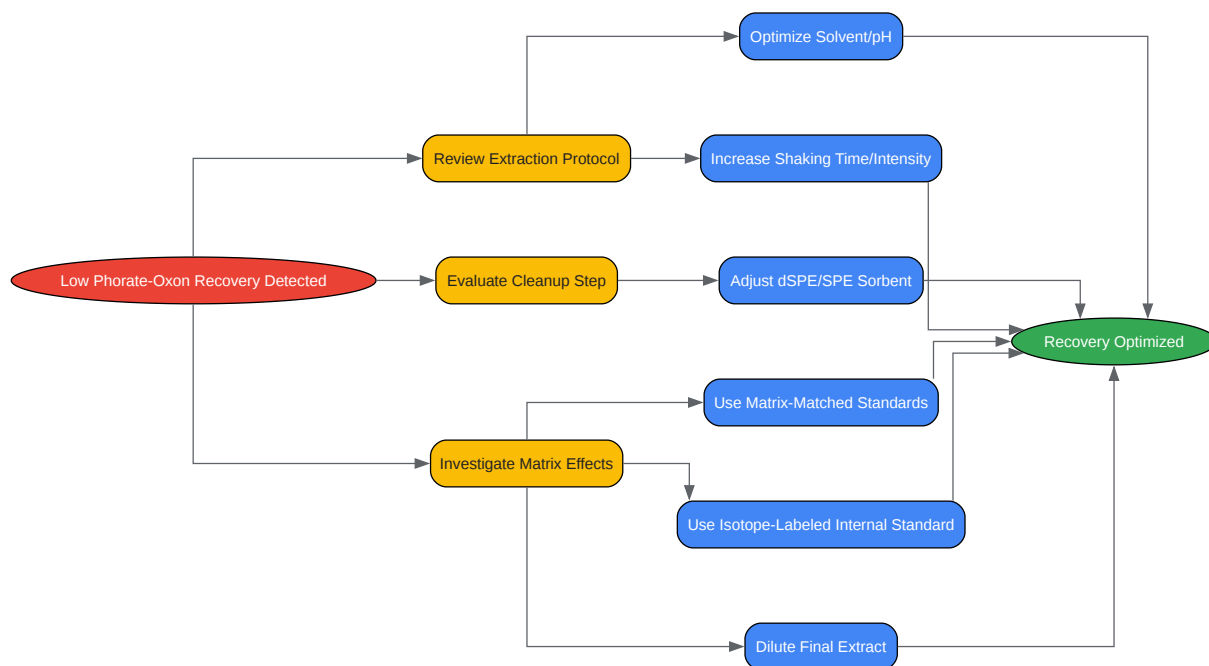 Optimize Solvent/pH
Review Extraction Protocol
Increase Shaking Time/Intensity
Low Phorate-Oxon Recovery Detected
Evaluate Cleanup Step
Adjust dSPE/SPE Sorbent
Recovery Optimized
Use Matrix-Matched Standards
Investigate Matrix Effects
Use Isotope-Labeled Internal Standard
Dilute Final Extract